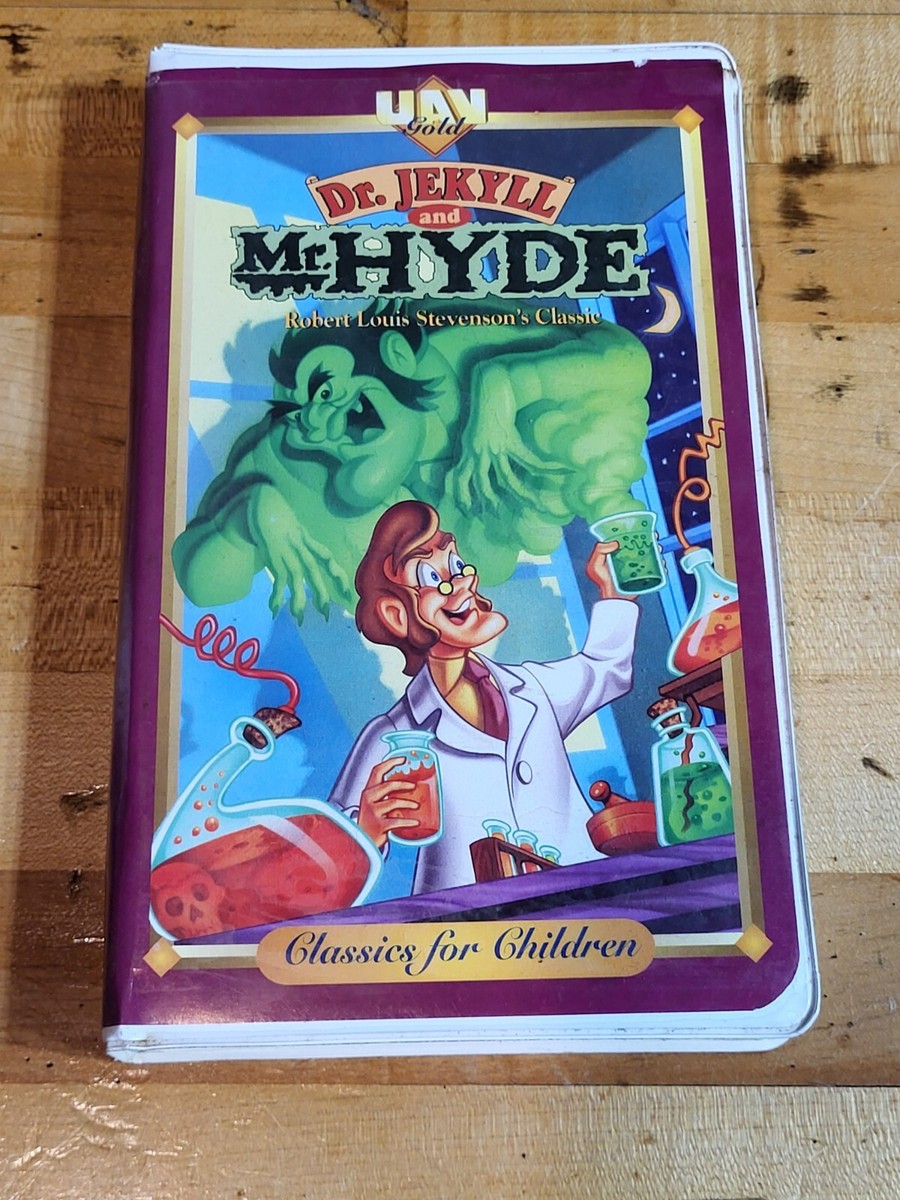 UAV
Gold
Dr. JEKYLL
and
Mr. HYDE
Robert Louis Stevenson's Classic
Classics for Children